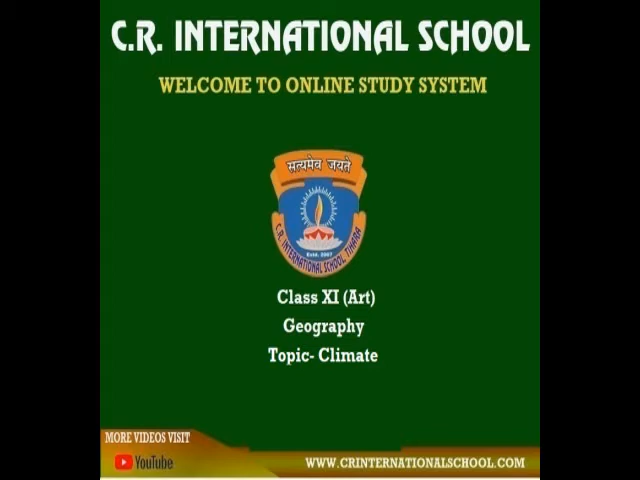 C.R. INTERNATIONAL SCHOOL
WELCOME TO ONLINE STUDY SYSTEM
सत्यमेव जयते
C.R. INTERNATIONAL SCHOOL, TIHARA
Estd. 2007
Class XI (Art)
Geography
Topic- Climate
MORE VIDEOS VISIT
YouTube
WWW.CRINTERNATIONALSCHOOL.COM